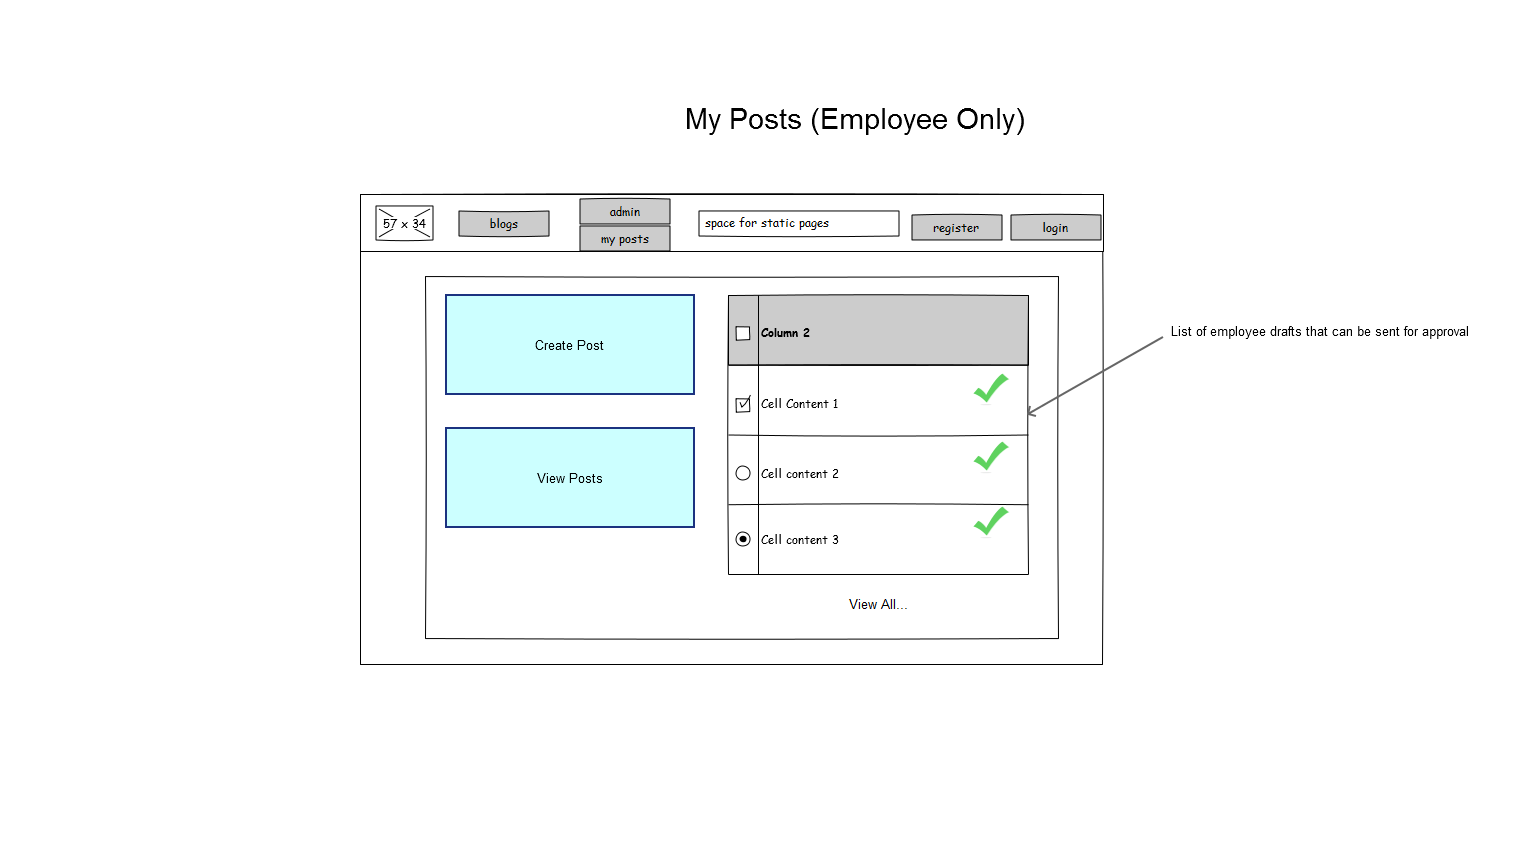 My Posts (Employee Only)
57 x 34
blogs
admin
my posts
space for static pages
register
login
Create Post
View Posts
Column 2
Cell Content 1
Cell content 2
Cell content 3
View All...
List of employee drafts that can be sent for approval